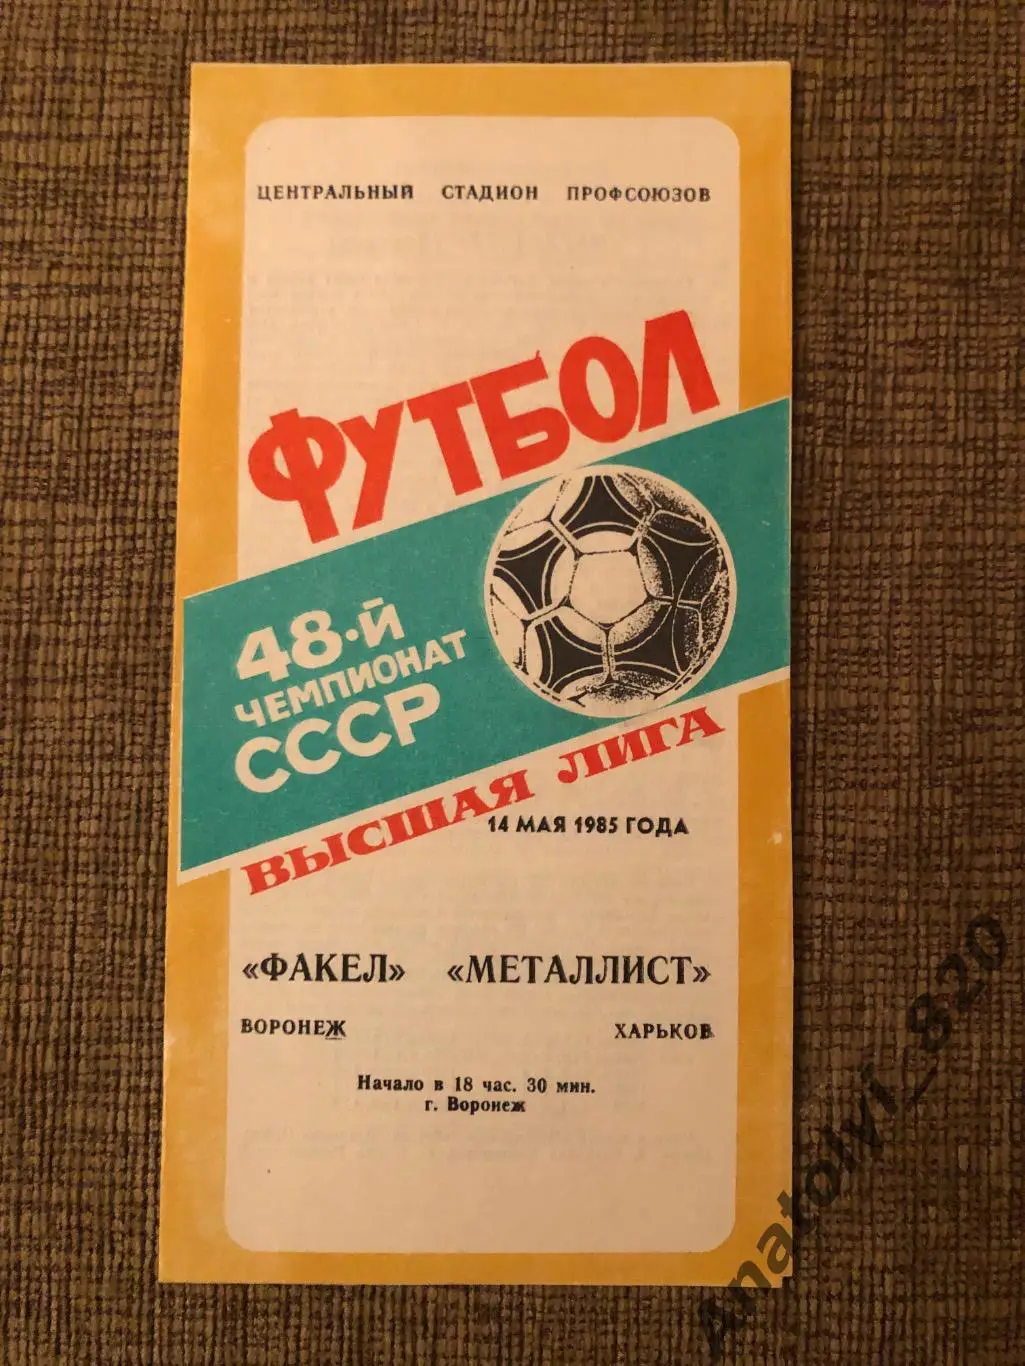 ЦЕНТРАЛЬНЫЙ СТАДИОН ПРОФСОЮЗОВ
ФУТБОЛ
48-й
ЧЕМПИОНАТ
СССР
ВЫСШАЯ ЛИГА
14 МАЯ 1985 ГОДА
«ФАКЕЛ» «МЕТАЛЛИСТ»
ВОРОНЕЖ ХАРЬКОВ
Начало в 18 час. 30 мин.
г. Воронеж
Anatolyi_820